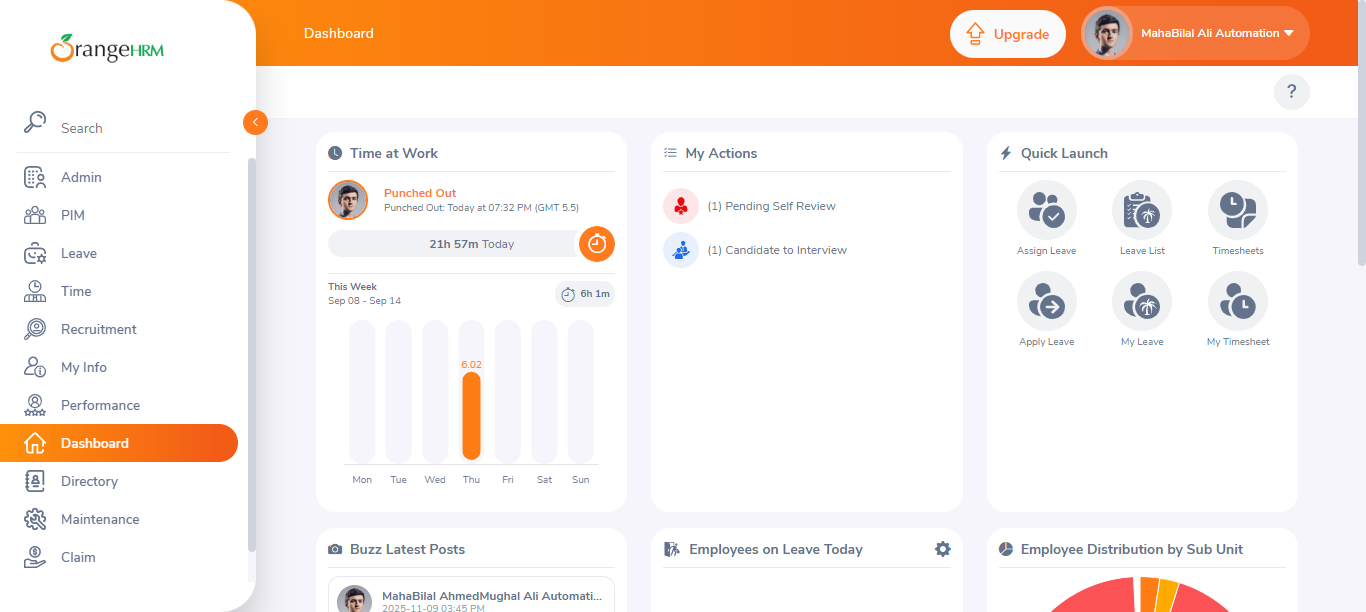 OrangeHRM
Search
Admin
PIM
Leave
Time
Recruitment
My Info
Performance
Dashboard
Directory
Maintenance
Claim
Dashboard
Upgrade
MahaBilal Ali Automation
?
Time at Work
Punched Out
Punched Out: Today at 07:32 PM (GMT 5.5)
21h 57m Today
This Week
Sep 08 - Sep 14
6h 1m
6.02
Mon Tue Wed Thu Fri Sat Sun
My Actions
(1) Pending Self Review
(1) Candidate to Interview
Quick Launch
Assign Leave Leave List Timesheets
Apply Leave My Leave My Timesheet
Buzz Latest Posts
MahaBilal AhmedMughal Ali Automati...
2025-11-09 03:45 PM
Employees on Leave Today
Employee Distribution by Sub Unit